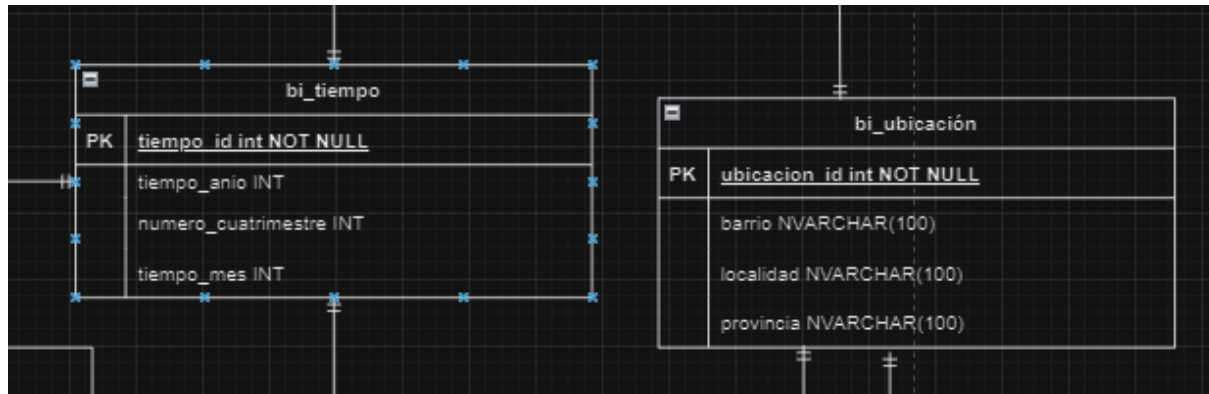 bi_tiempo
PK tiempo_id int NOT NULL
tiempo_anio INT
numero_cuatrimestre INT
tiempo_mes INT
bi_ubicación
PK ubicacion_id int NOT NULL
barrio NVARCHAR(100)
localidad NVARCHAR(100)
provincia NVARCHAR(100)